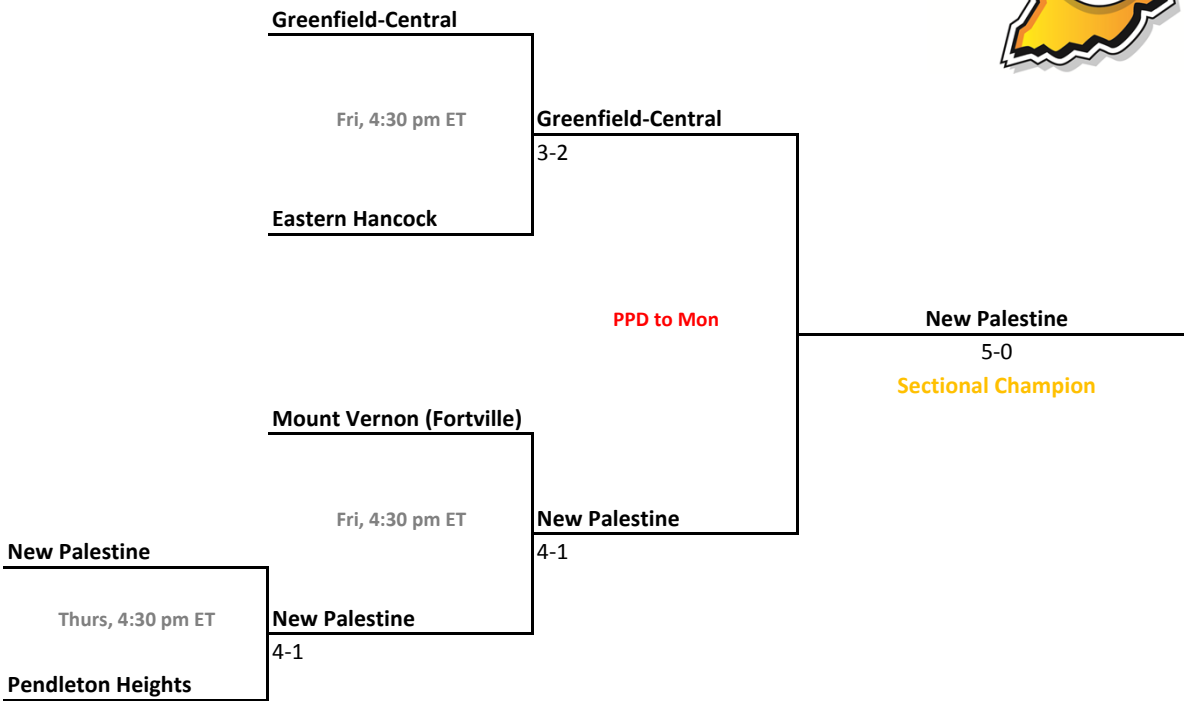 Greenfield-Central
Fri, 4:30 pm ET
Greenfield-Central
3-2
Eastern Hancock
PPD to Mon
New Palestine
5-0
Sectional Champion
Mount Vernon (Fortville)
Fri, 4:30 pm ET
New Palestine
4-1
New Palestine
Thurs, 4:30 pm ET
New Palestine
4-1
Pendleton Heights